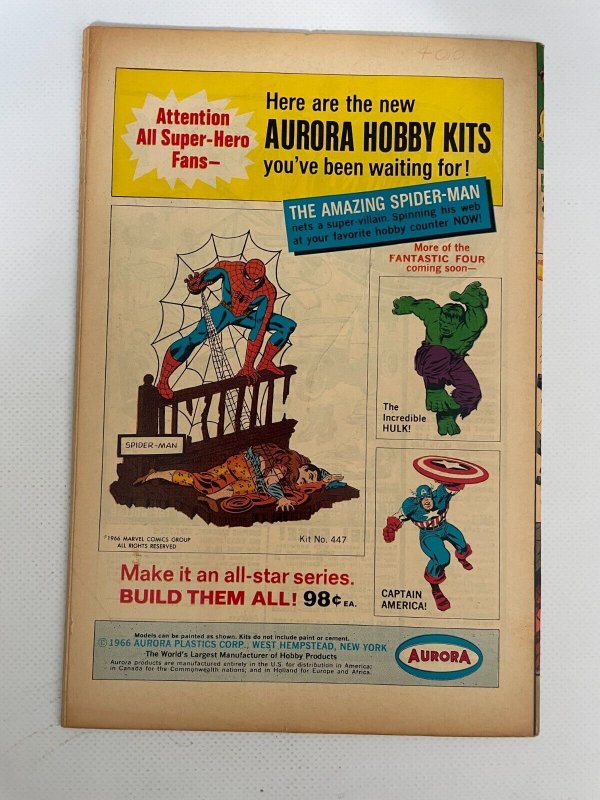 Attention
All Super-Hero
Fans—
Here are the new
AURORA HOBBY KITS
you've been waiting for!
THE AMAZING SPIDER-MAN
nets a super-villain. Spinning his web
at your favorite hobby counter NOW!
More of the
FANTASTIC FOUR
coming soon—
The
Incredible
HULK!
SPIDER-MAN
©1966 MARVEL COMICS GROUP
ALL RIGHTS RESERVED
Kit No. 447
CAPTAIN
AMERICA!
Make it an all-star series.
BUILD THEM ALL! 98¢ EA.
Models can be painted as shown. Kits do not include paint or cement.
© 1966 AURORA PLASTICS CORP., WEST HEMPSTEAD, NEW YORK
The World's Largest Manufacturer of Hobby Products
Aurora products are manufactured entirely in the U.S. for distribution in America;
in Canada for the Commonwealth nations; and in Holland for Europe and Africa.
AURORA